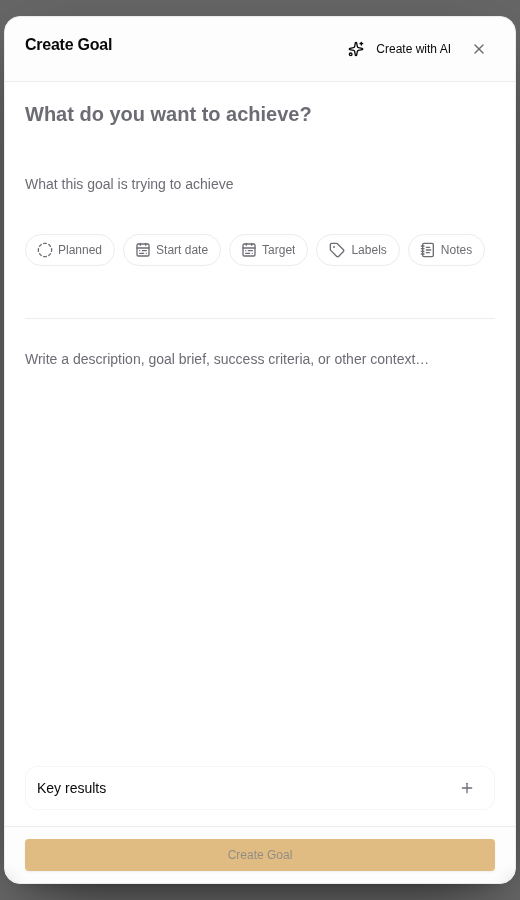 Create Goal
Create with AI
What do you want to achieve?
What this goal is trying to achieve
Planned
Start date
Target
Labels
Notes
Write a description, goal brief, success criteria, or other context…
Key results
Create Goal